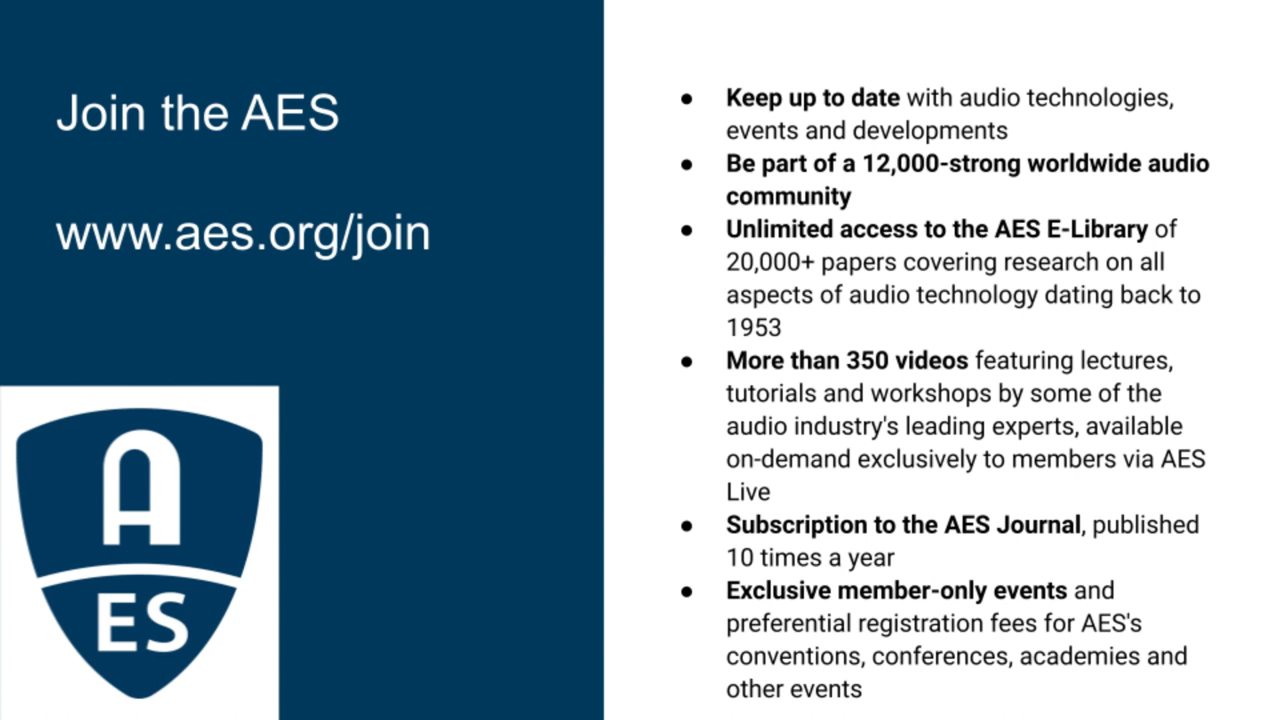 Join the AES
www.aes.org/join
A
ES
● Keep up to date with audio technologies,
events and developments
● Be part of a 12,000-strong worldwide audio
community
● Unlimited access to the AES E-Library of
20,000+ papers covering research on all
aspects of audio technology dating back to
1953
● More than 350 videos featuring lectures,
tutorials and workshops by some of the
audio industry's leading experts, available
on-demand exclusively to members via AES
Live
● Subscription to the AES Journal, published
10 times a year
● Exclusive member-only events and
preferential registration fees for AES's
conventions, conferences, academies and
other events